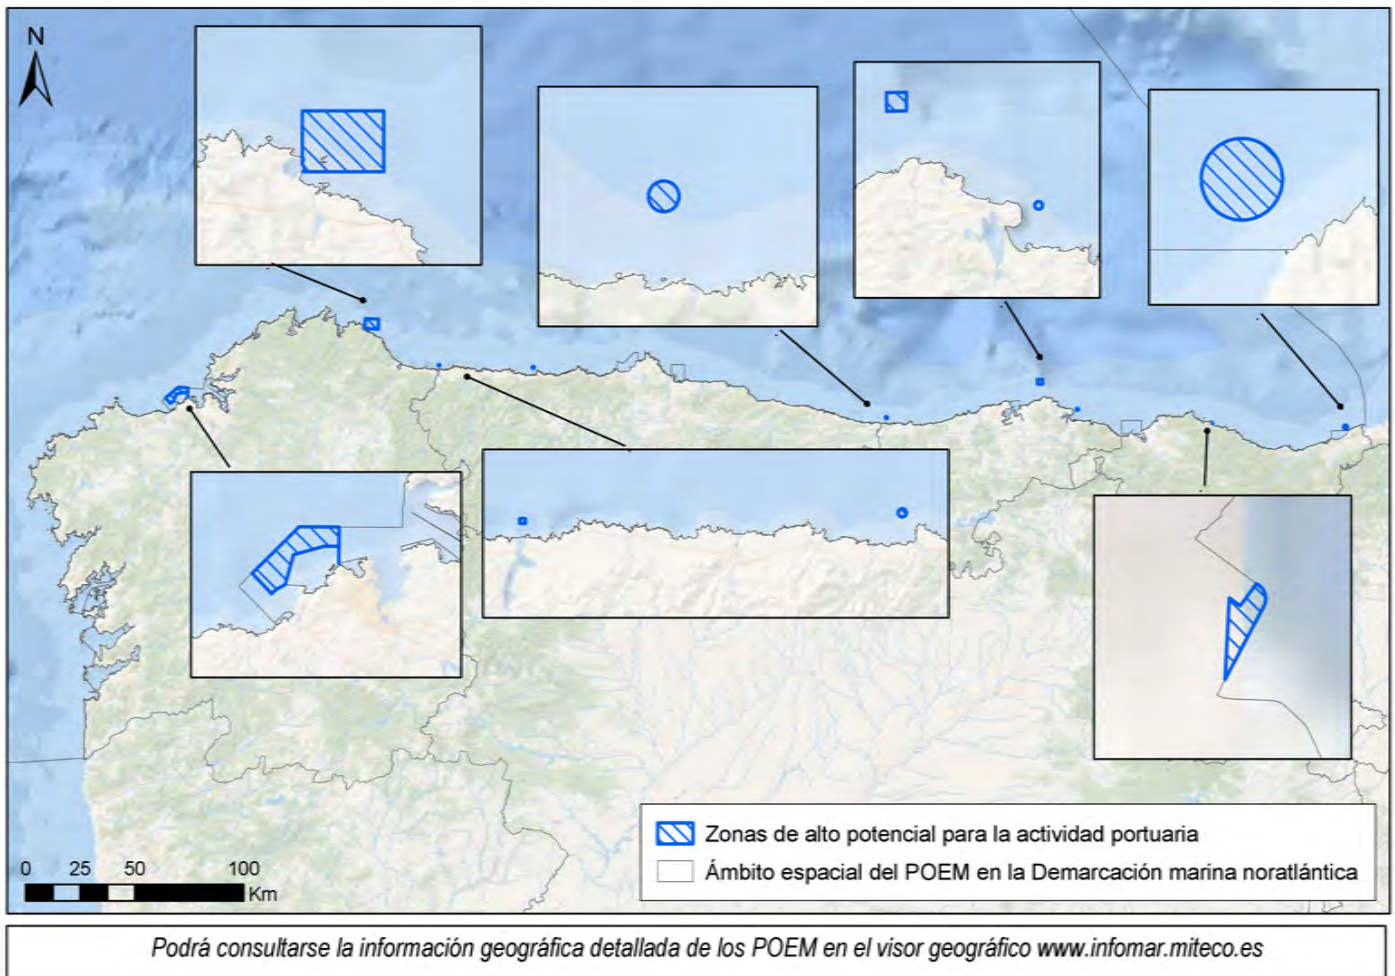 N
Zonas de alto potencial para la actividad portuaria
Ámbito espacial del POEM en la Demarcación marina noratlántica
0 25 50 100
Km
Podrá consultarse la información geográfica detallada de los POEM en el visor geográfico www.infomar.miteco.es